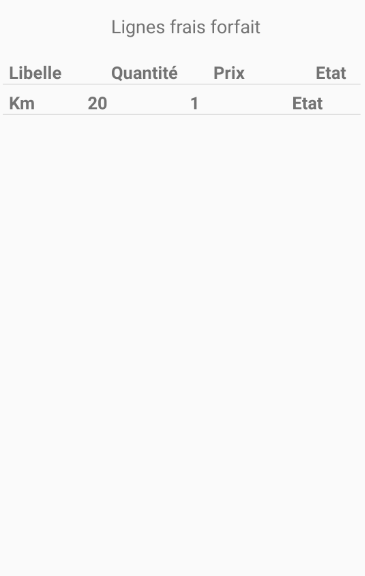 Lignes frais forfait
Libelle Quantité Prix Etat
Km 20 1 Etat